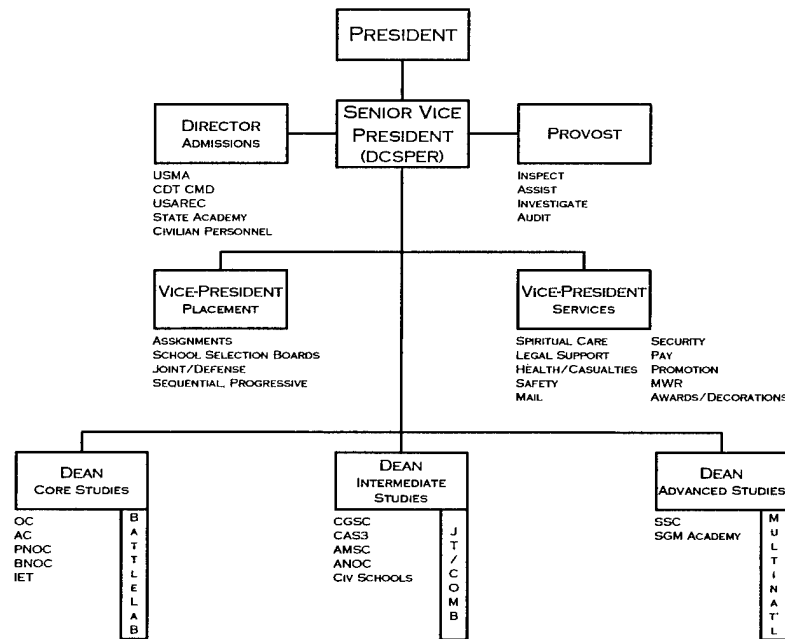 PRESIDENT
SENIOR VICE
PRESIDENT
(DCSPER)
DIRECTOR
ADMISSIONS
USMA
CDT CMD
USAREC
STATE ACADEMY
CIVILIAN PERSONNEL
PROVOST
INSPECT
ASSIST
INVESTIGATE
AUDIT
VICE-PRESIDENT
PLACEMENT
ASSIGNMENTS
SCHOOL SELECTION BOARDS
JOINT/DEFENSE
SEQUENTIAL, PROGRESSIVE
VICE-PRESIDENT
SERVICES
SPIRITUAL CARE
LEGAL SUPPORT
HEALTH/CASUALTIES
SAFETY
MAIL
SECURITY
PAY
PROMOTION
MWR
AWARDS/DECORATIONS
DEAN
CORE STUDIES
OC
AC
PNOC
BNOC
IET
BATTLELAB
DEAN
INTERMEDIATE
STUDIES
CGSC
CAS3
AMSC
ANOC
CIV SCHOOLS
JT/COMB
DEAN
ADVANCED STUDIES
SSC
SGM ACADEMY
MULTINAT'L